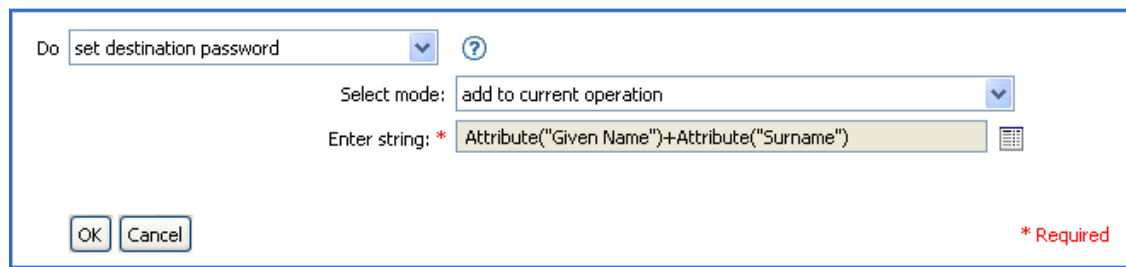 Do set destination password ?
Select mode: add to current operation
Enter string: * Attribute("Given Name")+Attribute("Surname")
OK Cancel * Required